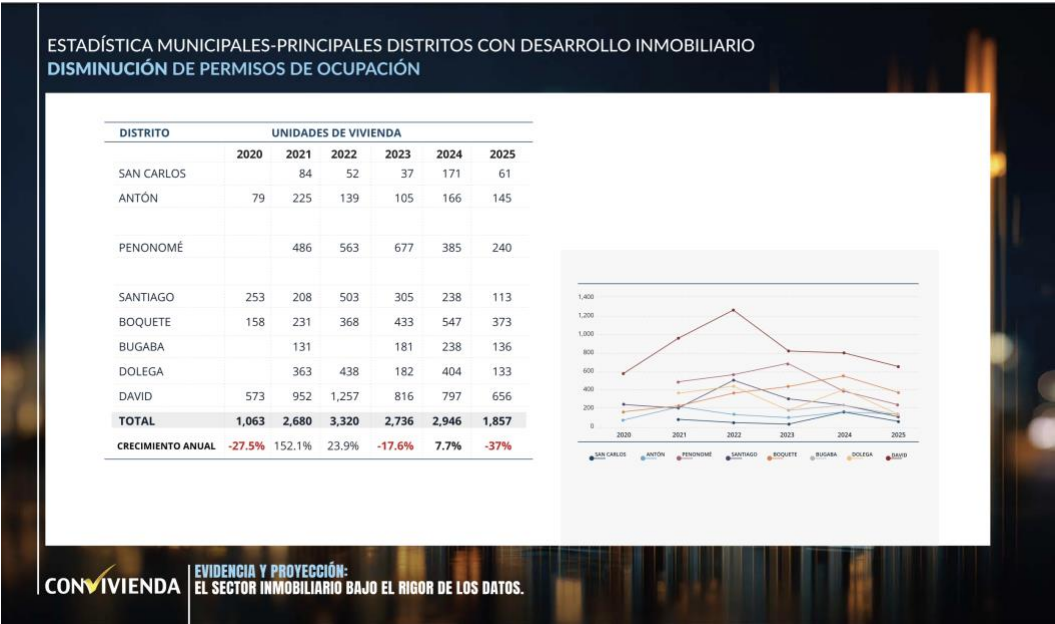 ESTADÍSTICA MUNICIPALES-PRINCIPALES DISTRITOS CON DESARROLLO INMOBILIARIO
DISMINUCIÓN DE PERMISOS DE OCUPACIÓN
DISTRITO UNIDADES DE VIVIENDA
2020 2021 2022 2023 2024 2025
SAN CARLOS 84 52 37 171 61
ANTÓN 79 225 139 105 166 145
PENONOMÉ 486 563 677 385 240
SANTIAGO 253 208 503 305 238 113
BOQUETE 158 231 368 433 547 373
BUGABA 131 181 238 136
DOLEGA 363 438 182 404 133
DAVID 573 952 1,257 816 797 656
TOTAL 1,063 2,680 3,320 2,736 2,946 1,857
CRECIMIENTO ANUAL -27.5% 152.1% 23.9% -17.6% 7.7% -37%
1,400
1,200
1,000
800
600
400
200
0
2020 2021 2022 2023 2024 2025
SAN CARLOS ANTÓN PENONOMÉ SANTIAGO BOQUETE BUGABA DOLEGA DAVID
CONVIVIENDA
EVIDENCIA Y PROYECCIÓN:
EL SECTOR INMOBILIARIO BAJO EL RIGOR DE LOS DATOS.